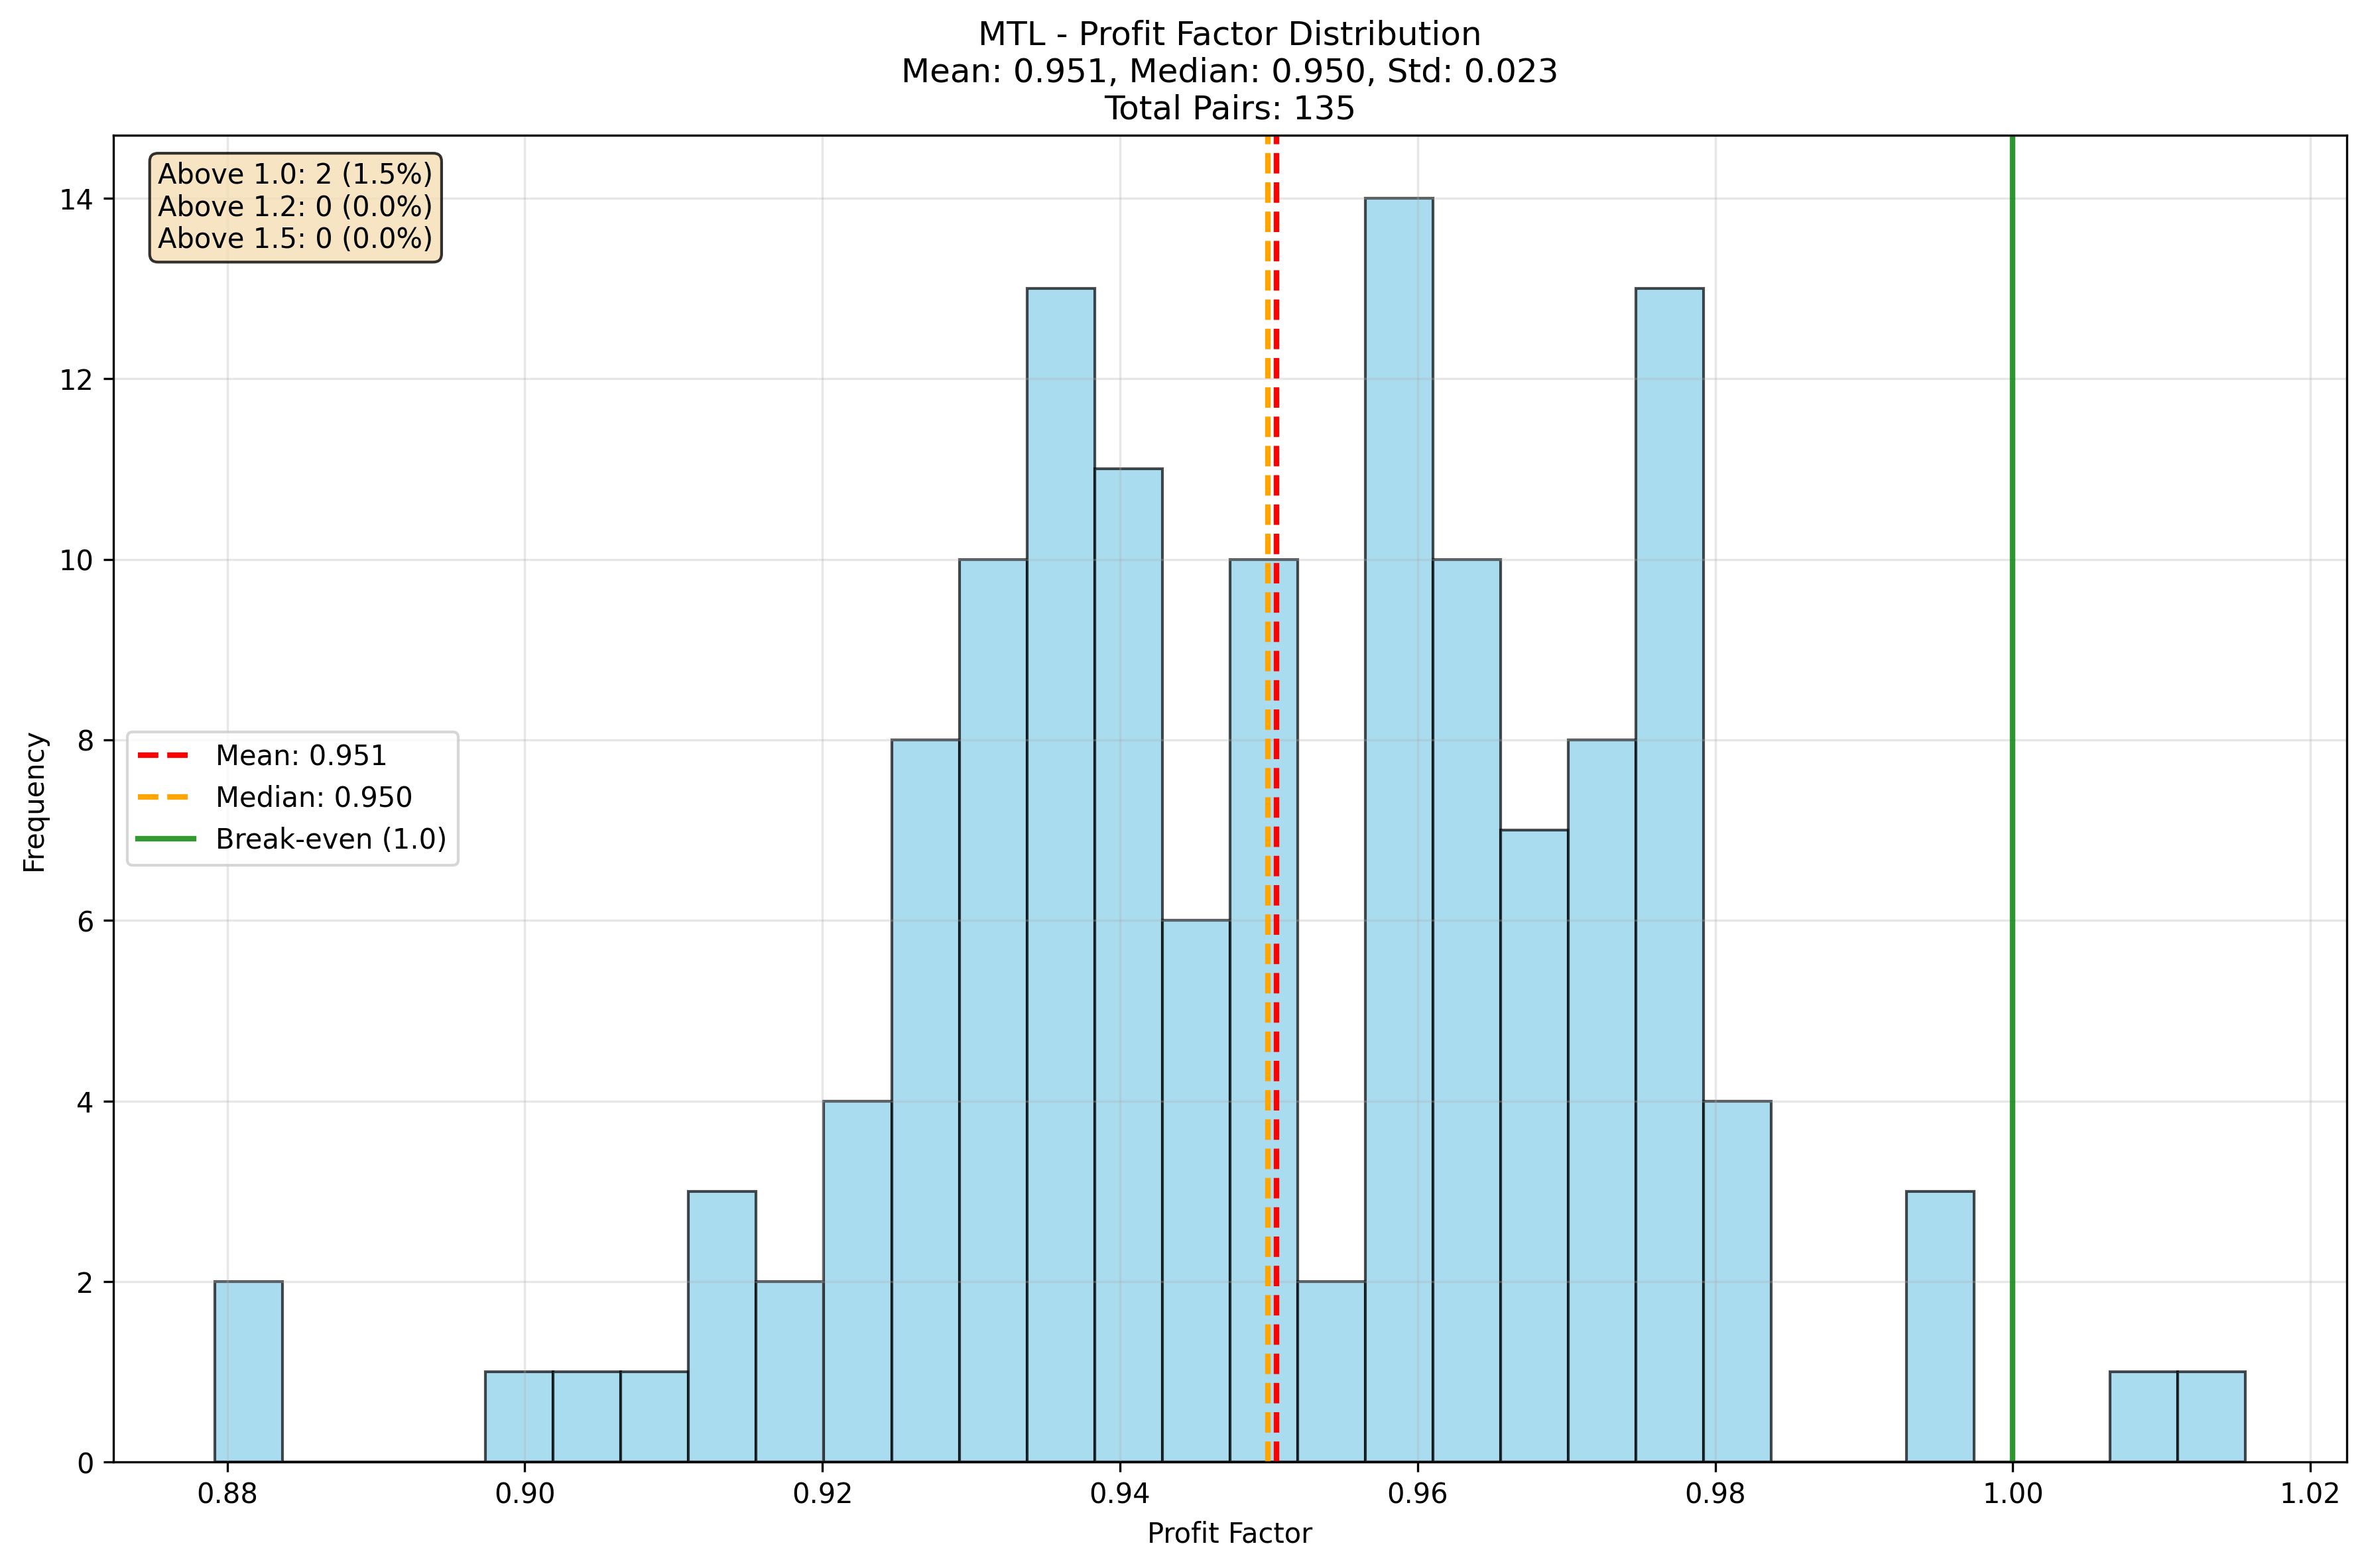 MTL - Profit Factor Distribution
Mean: 0.951, Median: 0.950, Std: 0.023
Total Pairs: 135
Above 1.0: 2 (1.5%)
Above 1.2: 0 (0.0%)
Above 1.5: 0 (0.0%)
Mean: 0.951
Median: 0.950
Break-even (1.0)
Frequency
14
12
10
8
6
4
2
0
0.88 0.90 0.92 0.94 0.96 0.98 1.00 1.02
Profit Factor